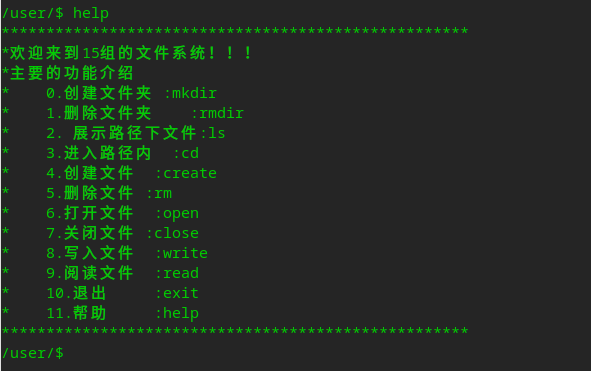 /user/$ help
****************************************************
*欢迎来到15组的文件系统！！！
*主要的功能介绍
*    0.创建文件夹 :mkdir
*    1.删除文件夹    :rmdir
*    2. 展示路径下文件:ls
*    3.进入路径内  :cd
*    4.创建文件  :create
*    5.删除文件 :rm
*    6.打开文件  :open
*    7.关闭文件 :close
*    8.写入文件  :write
*    9.阅读文件  :read
*    10.退出     :exit
*    11.帮助     :help
****************************************************
/user/$